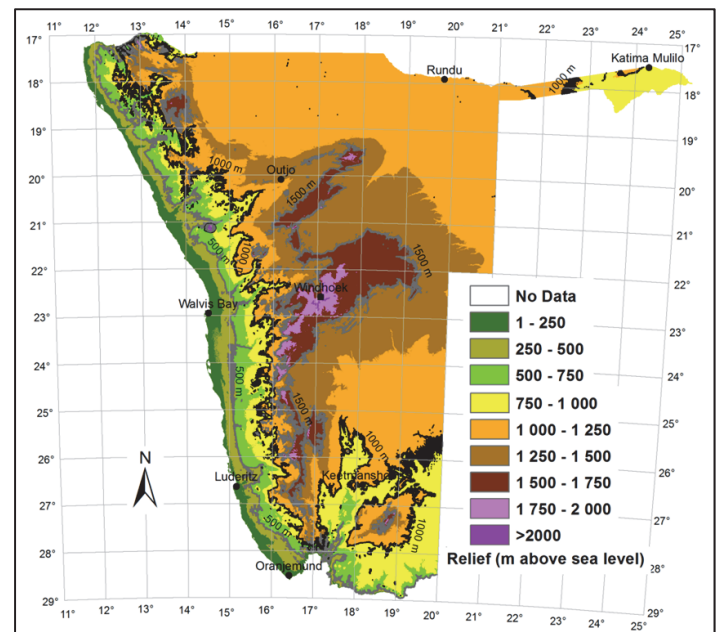 11° 12° 13° 14° 15° 16° 17° 18° 19° 20° 21° 22° 23° 24° 25°
17° 17°
Katima Mulilo
Rundu
1000 m
18° 18°
19° 19°
1000 m
Outjo
20° 20°
1500 m
21° 21°
500 m
1000
1500 m
22° 22°
Windhoek
Walvis Bay
23° 23°
24° 24°
500 m
1500 m
25° 25°
1000 m
26° 26°
N
Luderitz
Keetmanshoop
27° 27°
500 m
1000 m
28° 28°
Oranjemund
29° 29°
11° 12° 13° 14° 15° 16° 17° 18° 19° 20° 21° 22° 23° 24° 25°
No Data
1 - 250
250 - 500
500 - 750
750 - 1 000
1 000 - 1 250
1 250 - 1 500
1 500 - 1 750
1 750 - 2 000
>2000
Relief (m above sea level)